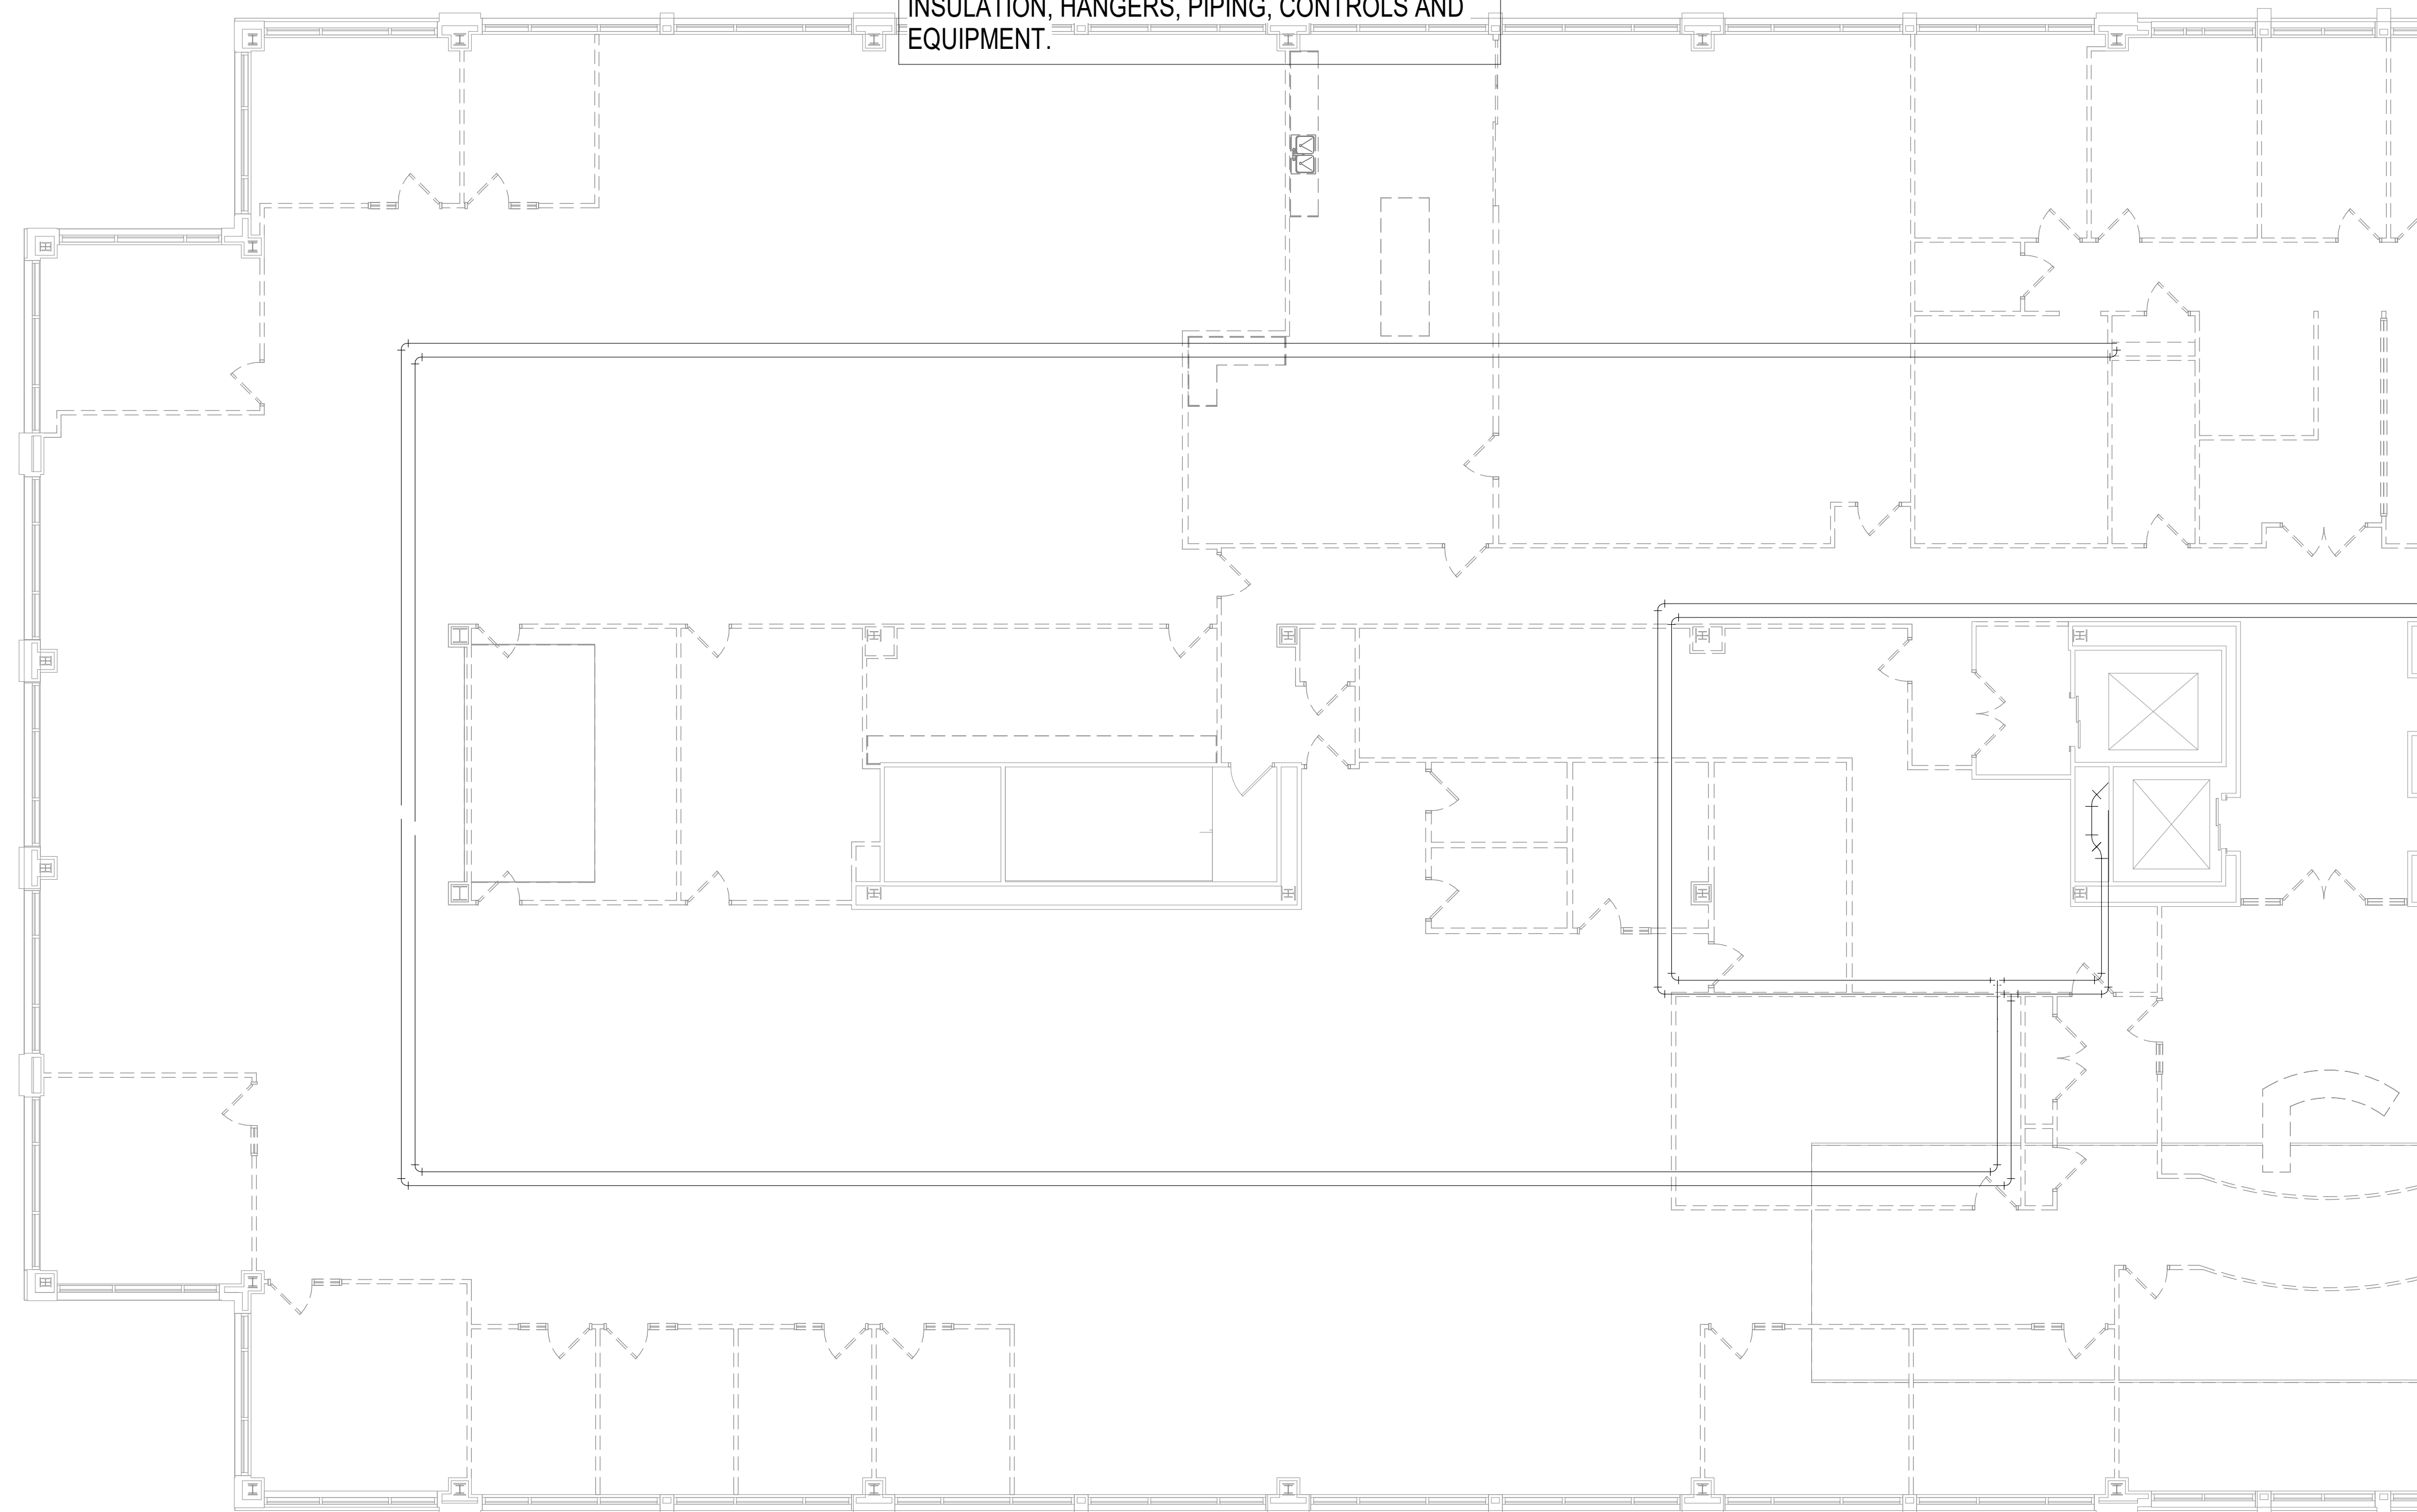 INSULATION, HANGERS, PIPING, CONTROLS AND
EQUIPMENT.